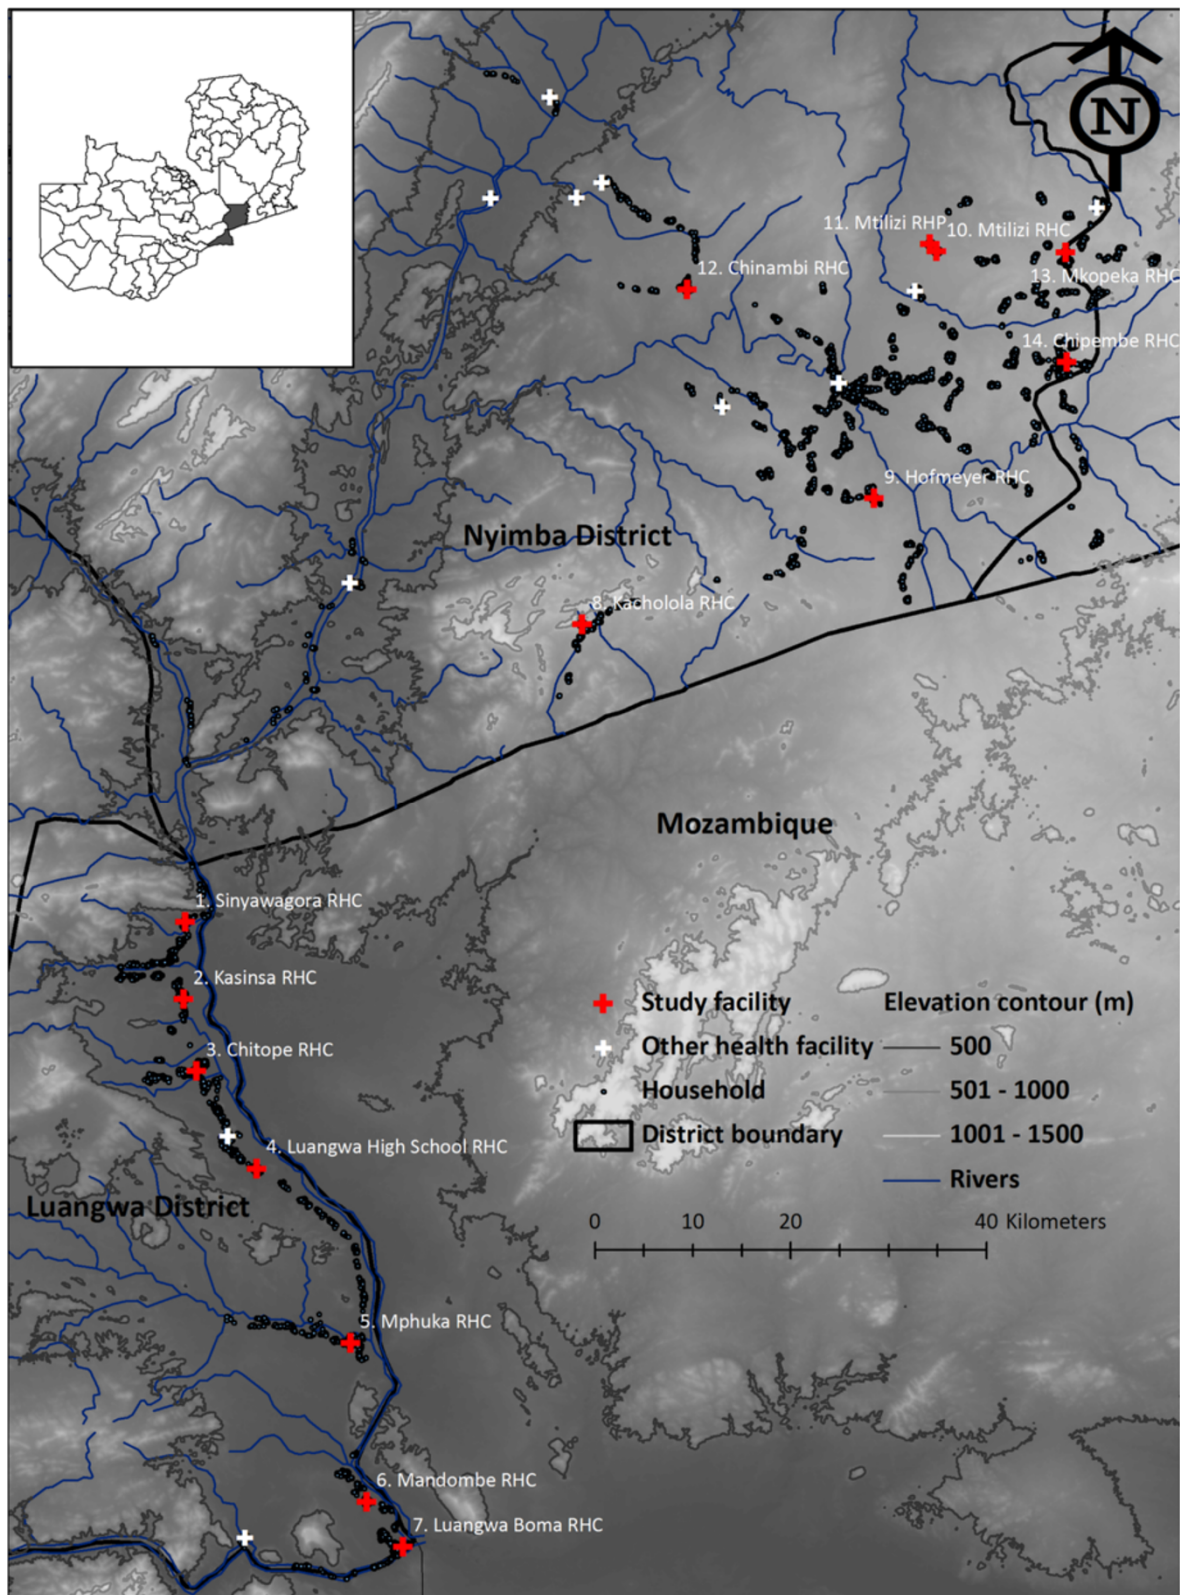 N
11. Mtilizi RHP
10. Mtilizi RHC
12. Chinambi RHC
13. Mkopeka RHC
14. Chipembe RHC
9. Hofmeyer RHC
Nyimba District
8. Kacholola RHC
Mozambique
1. Sinyawagora RHC
2. Kasinsa RHC
3. Chitope RHC
4. Luangwa High School RHC
Luangwa District
5. Mphuka RHC
6. Mandombe RHC
7. Luangwa Boma RHC
Study facility
Other health facility
Household
District boundary
Elevation contour (m)
500
501 - 1000
1001 - 1500
Rivers
0 10 20 40 Kilometers